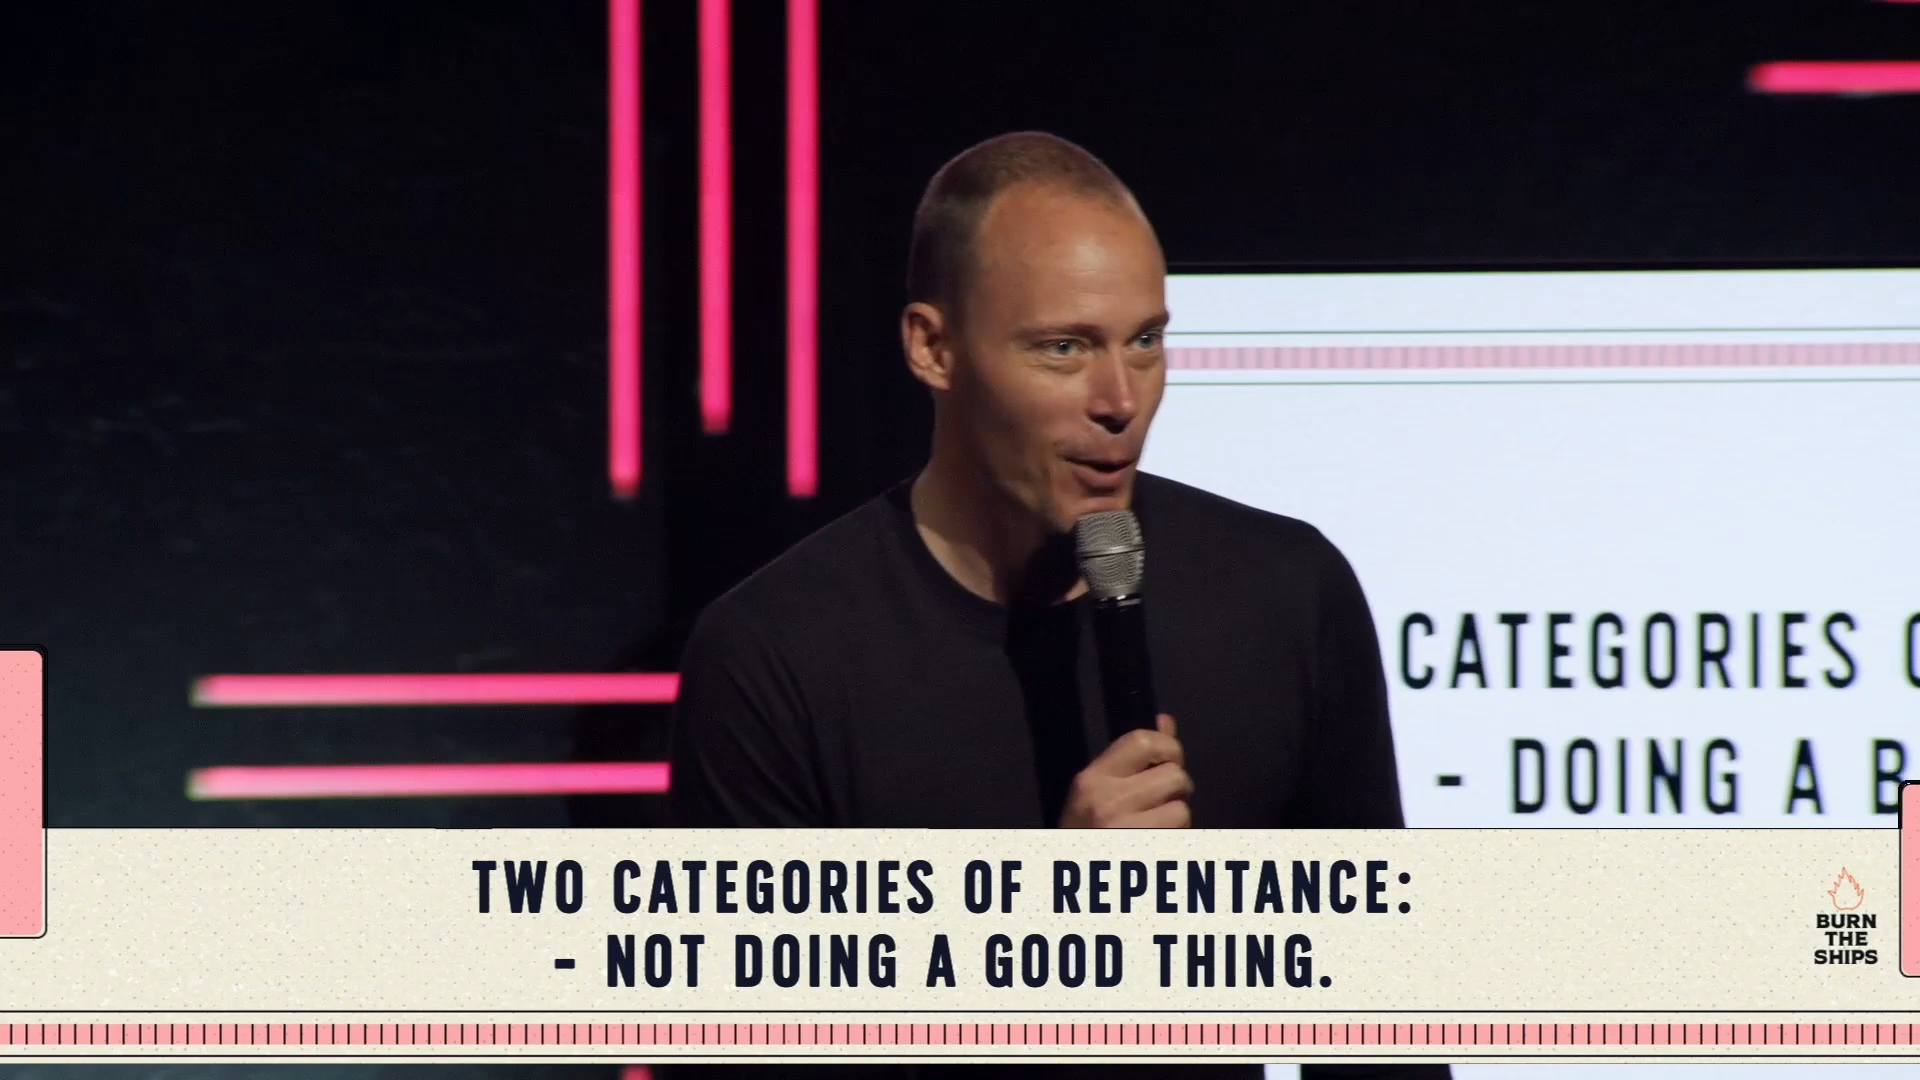 CATEGORIES
- DOING A
TWO CATEGORIES OF REPENTANCE:
- NOT DOING A GOOD THING.
BURN
THE
SHIPS